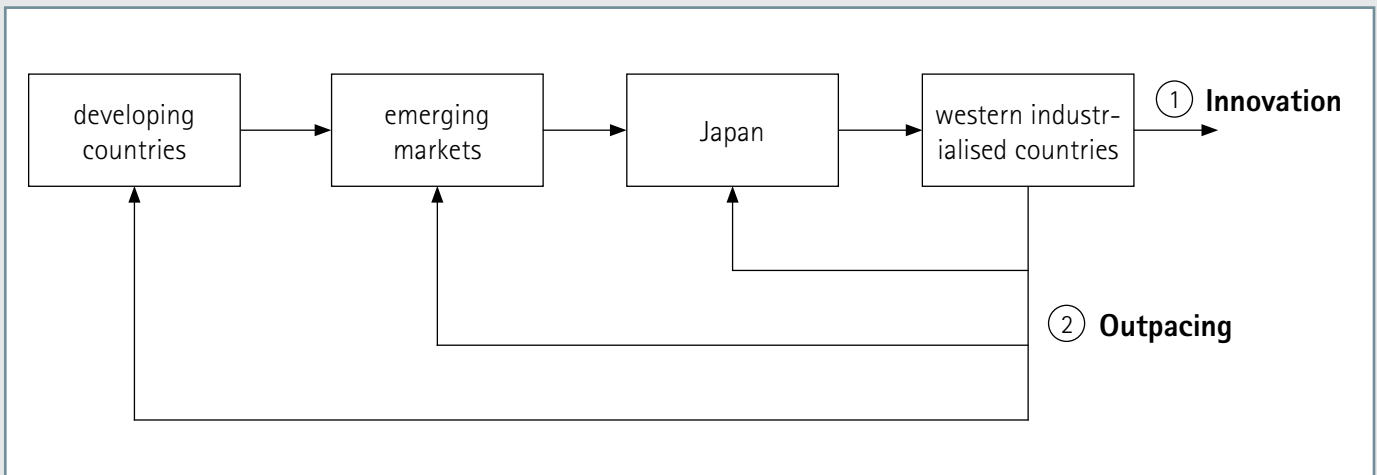 developing
countries
emerging
markets
Japan
western industr-
ialised countries
1 Innovation
2 Outpacing